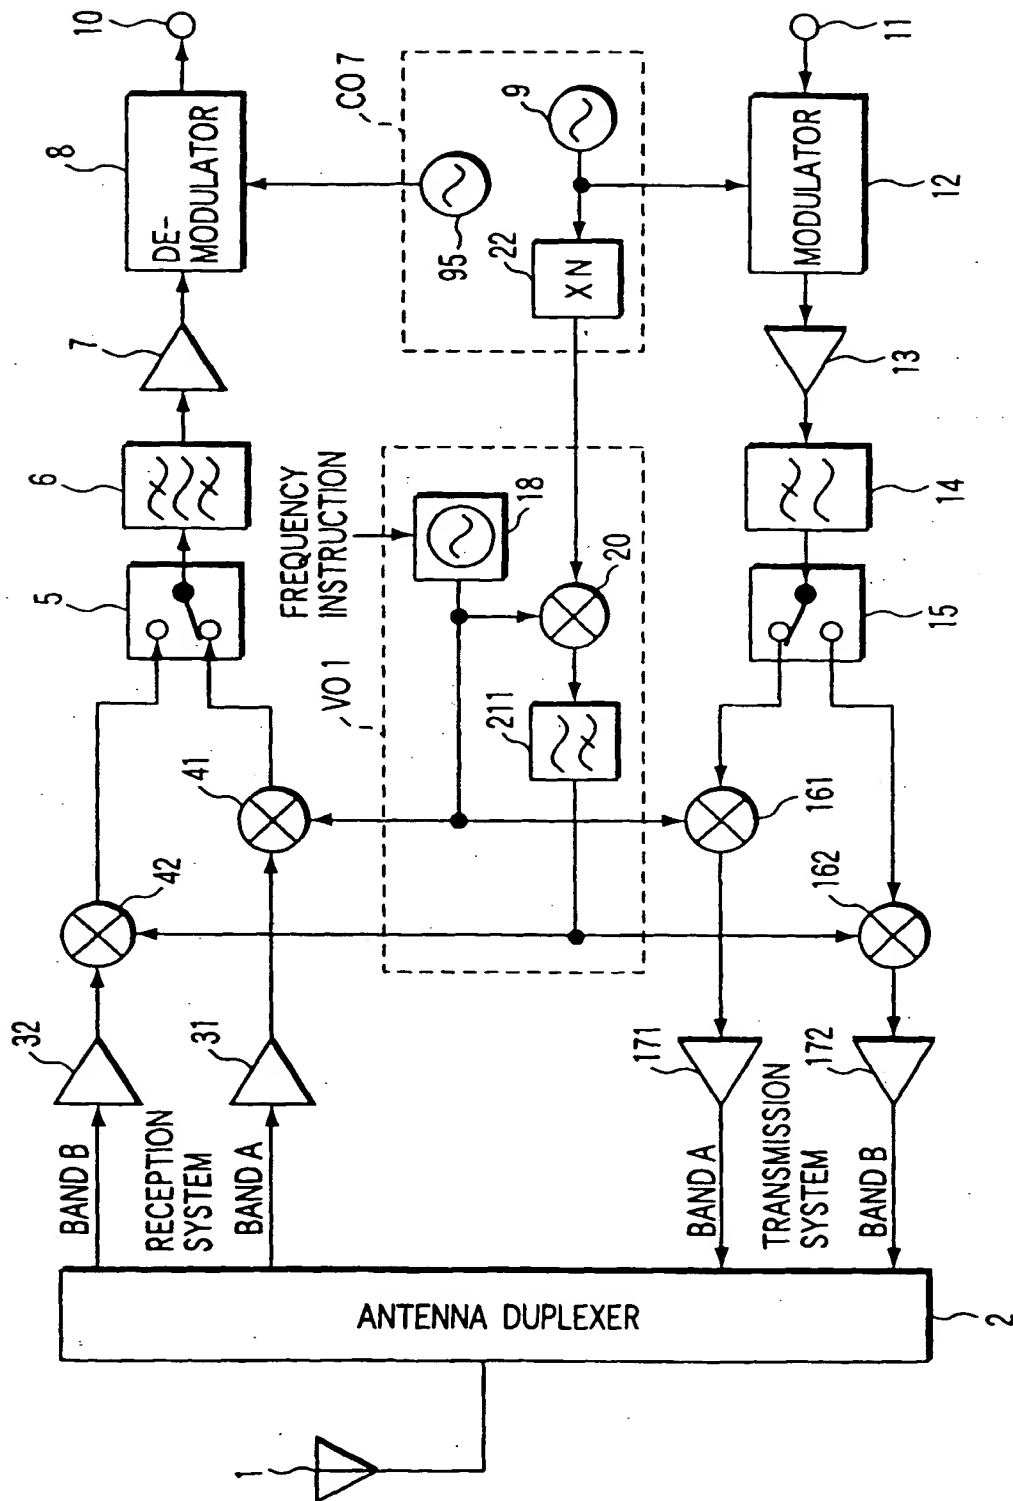 32
5
6
8
7
10
BAND B
42
DE-
MODULATOR
RECEPTION
SYSTEM
31
41
BAND A
1
ANTENNA DUPLEXER
VO1
FREQUENCY
INSTRUCTION
CO7
18
95
9
22
XN
211
20
171
161
BAND A
TRANSMISSION
SYSTEM
162
172
BAND B
15
14
13
MODULATOR
12
11
2